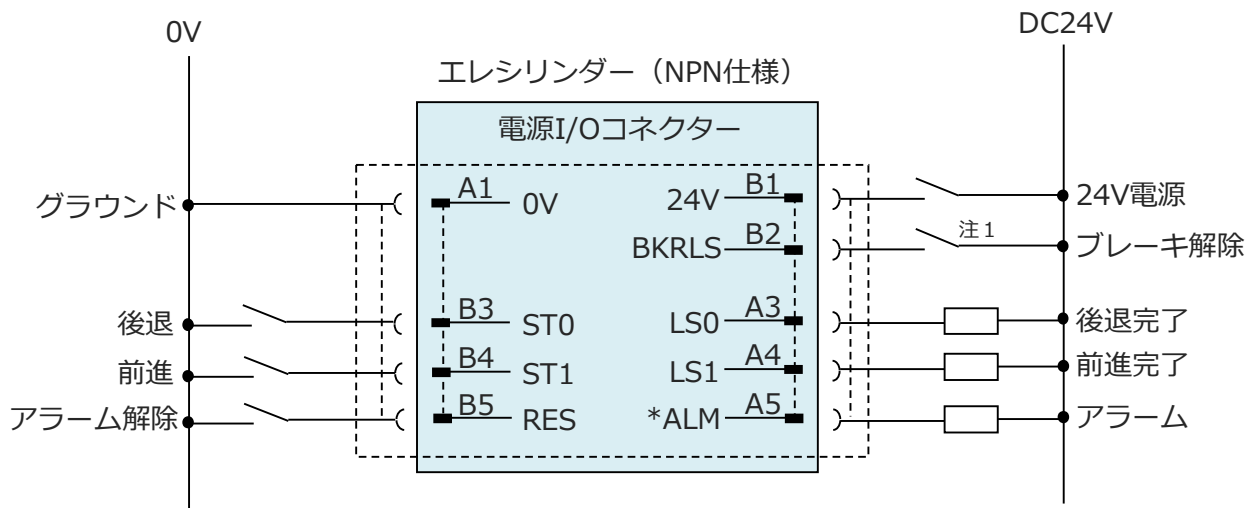 0V
DC24V
エレシリンダー（NPN仕様）
電源I/Oコネクター
グラウンド
A1
0V
24V
B1
24V電源
BKRLS
B2
注１
ブレーキ解除
後退
B3
ST0
LS0
A3
後退完了
前進
B4
ST1
LS1
A4
前進完了
アラーム解除
B5
RES
*ALM
A5
アラーム